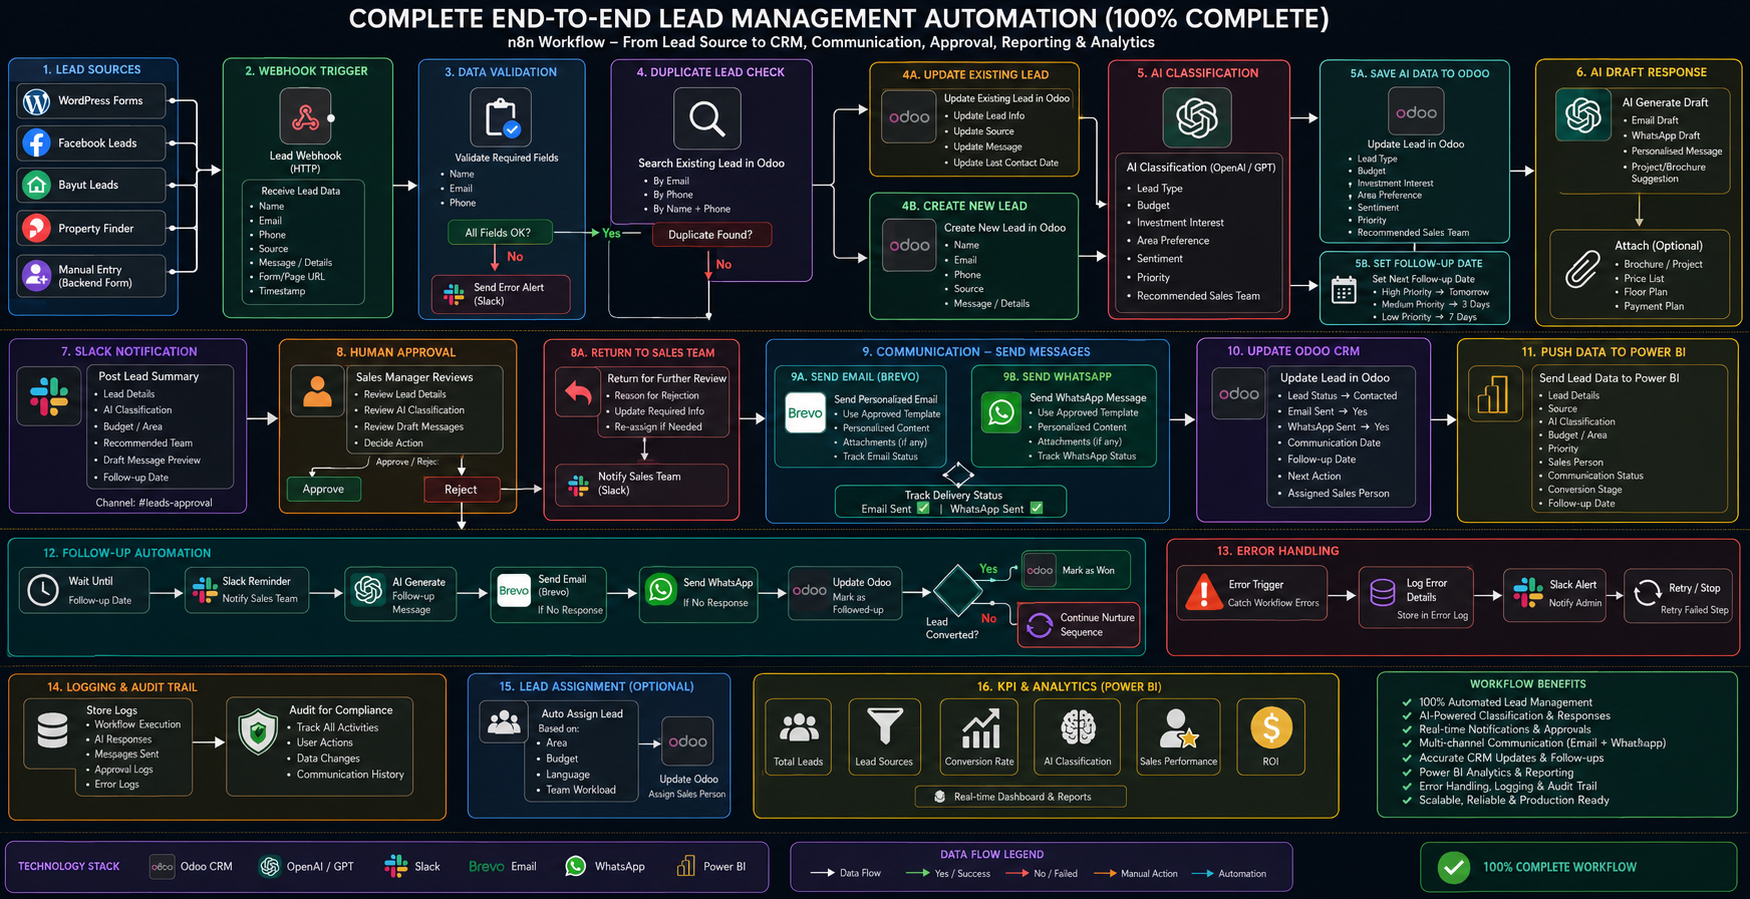 COMPLETE END-TO-END LEAD MANAGEMENT AUTOMATION (100% COMPLETE)
n8n Workflow – From Lead Source to CRM, Communication, Approval, Reporting & Analytics
1. LEAD SOURCES
WordPress Forms
Facebook Leads
Bayut Leads
Property Finder
Manual Entry
(Backend Form)
2. WEBHOOK TRIGGER
Lead Webhook
(HTTP)
Receive Lead Data
• Name
• Email
• Phone
• Source
• Message / Details
• Form/Page URL
• Timestamp
3. DATA VALIDATION
Validate Required Fields
• Name
• Email
• Phone
All Fields OK?
Yes
No
Send Error Alert
(Slack)
4. DUPLICATE LEAD CHECK
Search Existing Lead in Odoo
• By Email
• By Phone
• By Name + Phone
Duplicate Found?
No
4A. UPDATE EXISTING LEAD
odoo
Update Existing Lead in Odoo
• Update Lead Info
• Update Source
• Update Message
• Update Last Contact Date
4B. CREATE NEW LEAD
odoo
Create New Lead in Odoo
• Name
• Email
• Phone
• Source
• Message / Details
5. AI CLASSIFICATION
AI Classification (OpenAI / GPT)
• Lead Type
• Budget
• Investment Interest
• Area Preference
• Sentiment
• Priority
• Recommended Sales Team
5A. SAVE AI DATA TO ODOO
odoo
Update Lead in Odoo
• Lead Type
• Budget
• Investment Interest
• Area Preference
• Sentiment
• Priority
• Recommended Sales Team
5B. SET FOLLOW-UP DATE
Set Next Follow-up Date
• High Priority → Tomorrow
• Medium Priority → 3 Days
• Low Priority → 7 Days
6. AI DRAFT RESPONSE
AI Generate Draft
• Email Draft
• WhatsApp Draft
• Personalised Message
• Project/Brochure
Suggestion
Attach (Optional)
• Brochure / Project
• Price List
• Floor Plan
• Payment Plan
7. SLACK NOTIFICATION
Post Lead Summary
• Lead Details
• AI Classification
• Budget / Area
• Recommended Team
• Draft Message Preview
• Follow-up Date
Channel: #leads-approval
8. HUMAN APPROVAL
Sales Manager Reviews
• Review Lead Details
• Review AI Classification
• Review Draft Messages
• Decide Action
Approve / Rejec
Approve
Reject
8A. RETURN TO SALES TEAM
Return for Further Review
• Reason for Rejection
• Update Required Info
• Re-assign if Needed
Notify Sales Team
(Slack)
9. COMMUNICATION – SEND MESSAGES
9A. SEND EMAIL (BREVO)
Brevo
Send Personalized Email
• Use Approved Template
• Personalized Content
• Attachments (if any)
• Track Email Status
9B. SEND WHATSAPP
Send WhatsApp Message
• Use Approved Template
• Personalized Content
• Attachments (if any)
• Track WhatsApp Status
Track Delivery Status
Email Sent ✅ | WhatsApp Sent ✅
10. UPDATE ODOO CRM
odoo
Update Lead in Odoo
• Lead Status → Contacted
• Email Sent → Yes
• WhatsApp Sent → Yes
• Communication Date
• Follow-up Date
• Next Action
• Assigned Sales Person
11. PUSH DATA TO POWER BI
Send Lead Data to Power BI
• Lead Details
• Source
• AI Classification
• Budget / Area
• Priority
• Sales Person
• Communication Status
• Conversion Stage
• Follow-up Date
12. FOLLOW-UP AUTOMATION
Wait Until
Follow-up Date
Slack Reminder
Notify Sales Team
AI Generate
Follow-up
Message
Brevo
Send Email
(Brevo)
If No Response
Send WhatsApp
If No Response
odoo
Update Odoo
Mark as
Followed-up
Lead
Converted?
Yes
No
odoo
Mark as Won
Continue Nurture
Sequence
13. ERROR HANDLING
Error Trigger
Catch Workflow Errors
Log Error
Details
Store in Error Log
Slack Alert
Notify Admin
Retry / Stop
Retry Failed Step
14. LOGGING & AUDIT TRAIL
Store Logs
• Workflow Execution
• AI Responses
• Messages Sent
• Approval Logs
• Error Logs
Audit for Compliance
• Track All Activities
• User Actions
• Data Changes
• Communication History
15. LEAD ASSIGNMENT (OPTIONAL)
Auto Assign Lead
Based on:
• Area
• Budget
• Language
• Team Workload
odoo
Update Odoo
Assign Sales Person
16. KPI & ANALYTICS (POWER BI)
Total Leads
Lead Sources
Conversion Rate
AI Classification
Sales Performance
$
ROI
Real-time Dashboard & Reports
WORKFLOW BENEFITS
✓ 100% Automated Lead Management
✓ AI-Powered Classification & Responses
✓ Real-time Notifications & Approvals
✓ Multi-channel Communication (Email + WhatsApp)
✓ Accurate CRM Updates & Follow-ups
✓ Power BI Analytics & Reporting
✓ Error Handling, Logging & Audit Trail
✓ Scalable, Reliable & Production Ready
TECHNOLOGY STACK
odoo
Odoo CRM
OpenAI / GPT
Slack
Brevo
Email
WhatsApp
Power BI
DATA FLOW LEGEND
Data Flow
Yes / Success
No / Failed
Manual Action
Automation
100% COMPLETE WORKFLOW